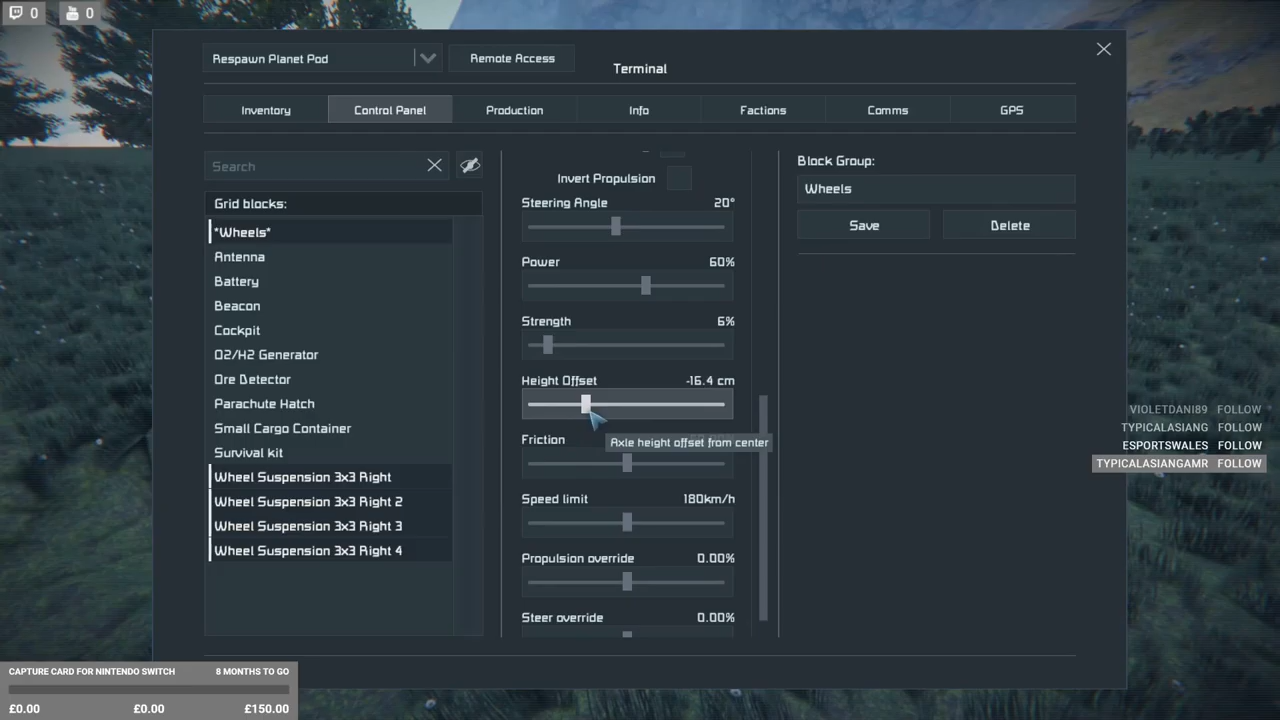 0
0
Respawn Planet Pod
Remote Access
Terminal
Inventory
Control Panel
Production
Info
Factions
Comms
GPS
Search
Grid blocks:
*Wheels*
Antenna
Battery
Beacon
Cockpit
O2/H2 Generator
Ore Detector
Parachute Hatch
Small Cargo Container
Survival kit
Wheel Suspension 3x3 Right
Wheel Suspension 3x3 Right 2
Wheel Suspension 3x3 Right 3
Wheel Suspension 3x3 Right 4
Invert Propulsion
Steering Angle 20°
Power 60%
Strength 6%
Height Offset -16.4 cm
Axle height offset from center
Friction
Speed limit 180km/h
Propulsion override 0.00%
Steer override 0.00%
Block Group:
Wheels
Save
Delete
VIOLETDANI89 FOLLOW
TYPICALASIANG FOLLOW
ESPORTSWALES FOLLOW
TYPICALASIANGAMR FOLLOW
CAPTURE CARD FOR NINTENDO SWITCH 8 MONTHS TO GO
£0.00 £0.00 £150.00